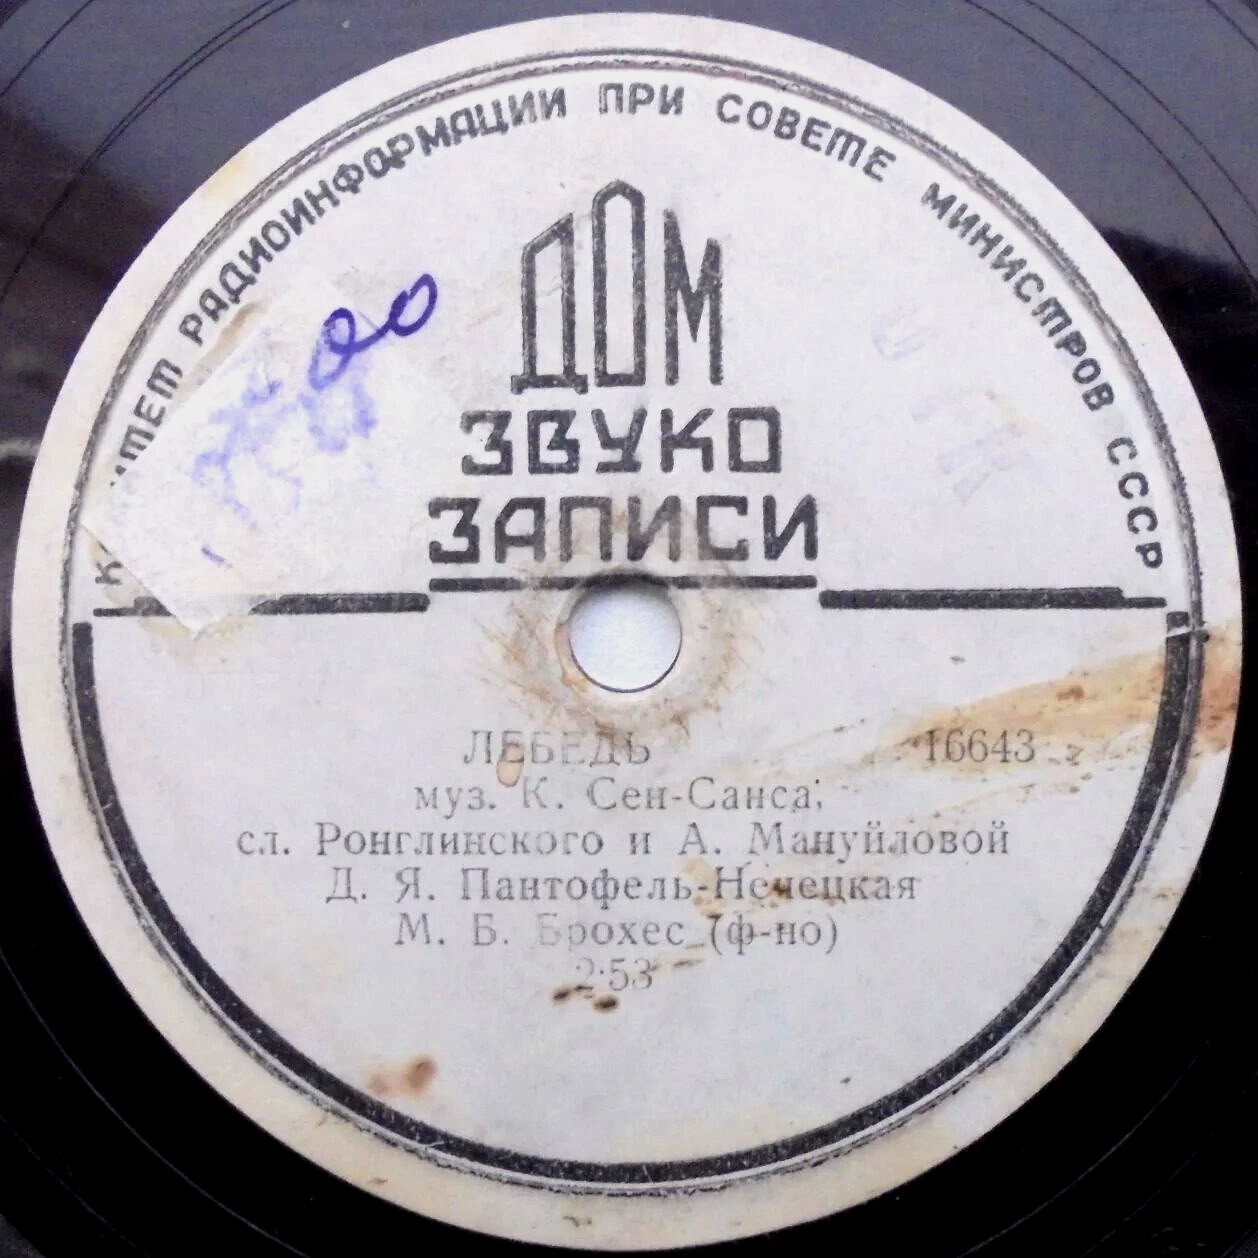 КОМИТЕТ РАДИОИНФОРМАЦИИ ПРИ СОВЕТЕ МИНИСТРОВ СССР
ДОМ
ЗВУКО
ЗАПИСИ
ЛЕБЕДЬ 16643
муз. К. Сен-Санса,
сл. Ронглинского и А. Мануйловой
Д. Я. Пантофель-Нечецкая
М. Б. Брохес (ф-но)
2·53